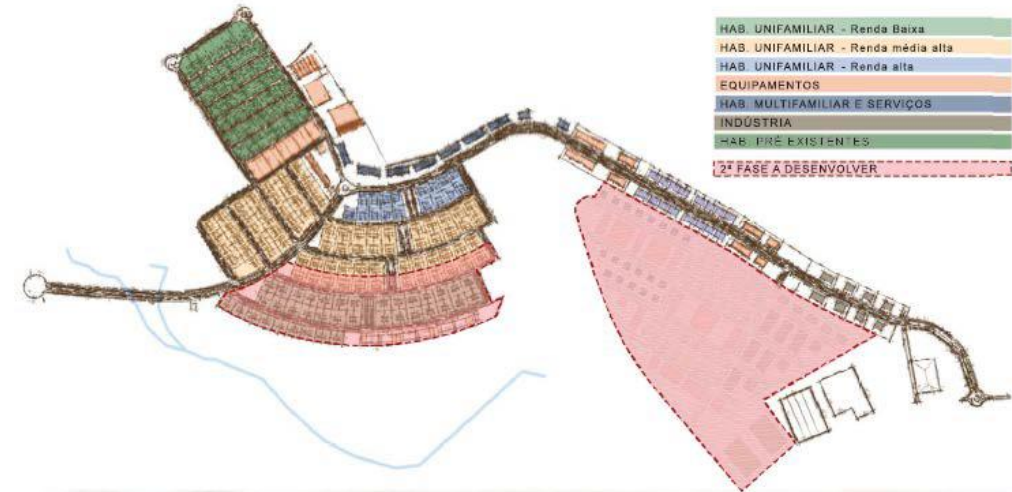 HAB. UNIFAMILIAR - Renda Baixa
HAB. UNIFAMILIAR - Renda média alta
HAB. UNIFAMILIAR - Renda alta
EQUIPAMENTOS
HAB. MULTIFAMILIAR E SERVIÇOS
INDÚSTRIA
HAB. PRÉ EXISTENTES
2ª FASE A DESENVOLVER